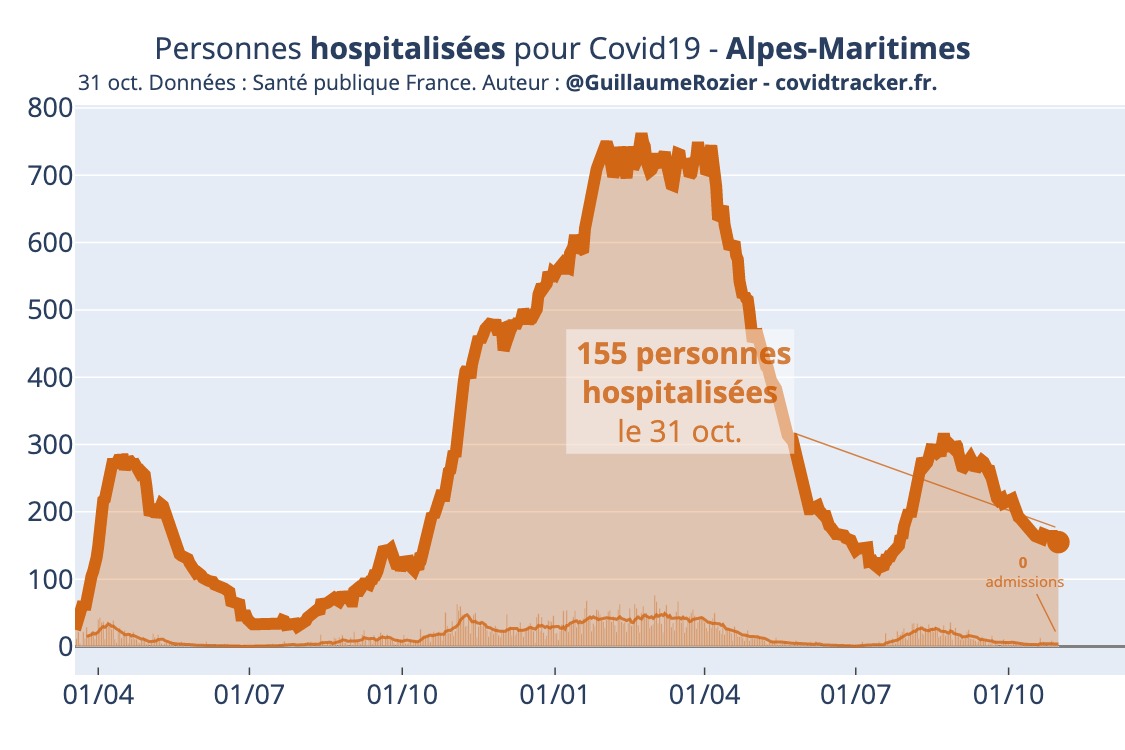 Personnes hospitalisées pour Covid19 - Alpes-Maritimes
31 oct. Données : Santé publique France. Auteur : @GuillaumeRozier - covidtracker.fr.
800
700
600
500
400
300
200
100
0
155 personnes
hospitalisées
le 31 oct.
0
admissions
01/04
01/07
01/10
01/01
01/04
01/07
01/10